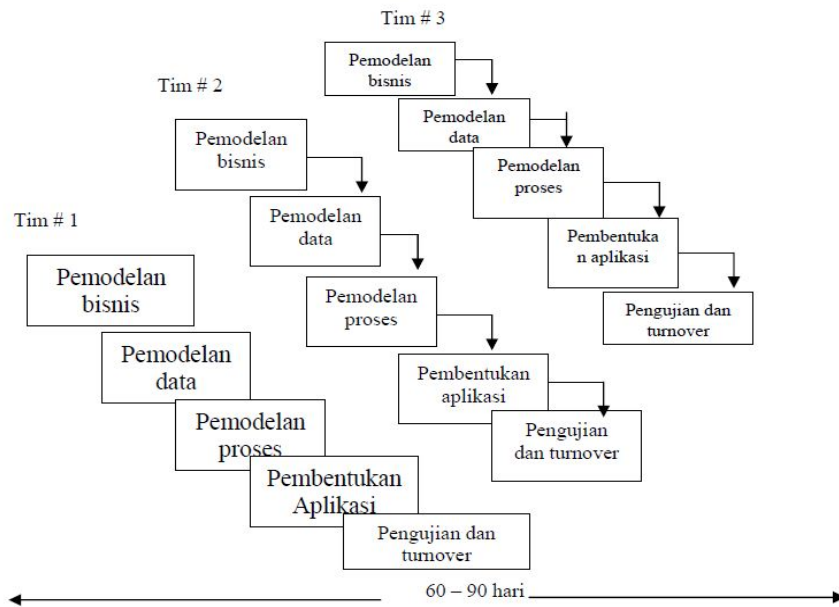 Tim # 3
Pemodelan
bisnis
Pemodelan
data
Pemodelan
proses
Pembentuka
n aplikasi
Pengujian dan
turnover
Tim # 2
Pemodelan
bisnis
Pemodelan
data
Pemodelan
proses
Pembentukan
aplikasi
Pengujian
dan turnover
Tim # 1
Pemodelan
bisnis
Pemodelan
data
Pemodelan
proses
Pembentukan
Aplikasi
Pengujian dan
turnover
60 – 90 hari